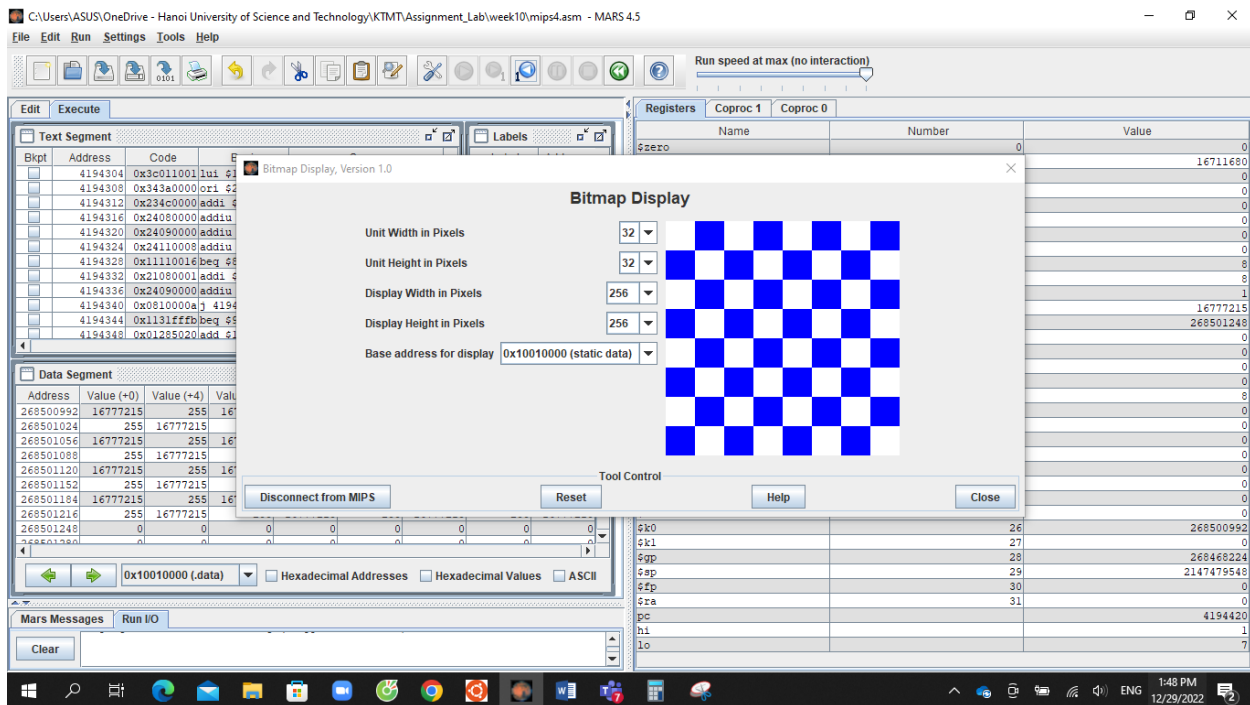 C:\Users\ASUS\OneDrive - Hanoi University of Science and Technology\KTMT\Assignment_Lab\week10\mips4.asm - MARS 4.5
File Edit Run Settings Tools Help
Run speed at max (no interaction)
Edit Execute
Text Segment
Labels
Bkpt Address Code
4194304 0x3c011001 lui
4194308 0x343a0000 ori
4194312 0x234c0000 addi
4194316 0x24080000 addiu
4194320 0x24090000 addiu
4194324 0x24110008 addiu
4194328 0x11110016 beq
4194332 0x21080001 addi
4194336 0x24090000 addiu
4194340 0x0810000a j 4194
4194344 0x1131fffb beq
4194348 0x01285020 add
Data Segment
Address Value (+0) Value (+4)
268500992 16777215 255
268501024 255 16777215
268501056 16777215 255
268501088 255 16777215
268501120 16777215 255
268501152 255 16777215
268501184 16777215 255
268501216 255 16777215
268501248 0 0 0 0 0 0 0
0x10010000 (.data) Hexadecimal Addresses Hexadecimal Values ASCII
Mars Messages Run I/O
Clear
Bitmap Display, Version 1.0
Bitmap Display
Unit Width in Pixels 32
Unit Height in Pixels 32
Display Width in Pixels 256
Display Height in Pixels 256
Base address for display 0x10010000 (static data)
Tool Control
Disconnect from MIPS Reset Help Close
Registers Coproc 1 Coproc 0
Name Number Value
$zero 0 0
16711680
0
0
0
0
0
0
8
8
1
16777215
268501248
0
0
0
0
8
0
0
0
0
0
0
0
0
$k0 26 268500992
$k1 27 0
$gp 28 268468224
$sp 29 2147479548
$fp 30 0
$ra 31 0
pc 4194420
hi 1
lo 7
ENG
1:48 PM
12/29/2022